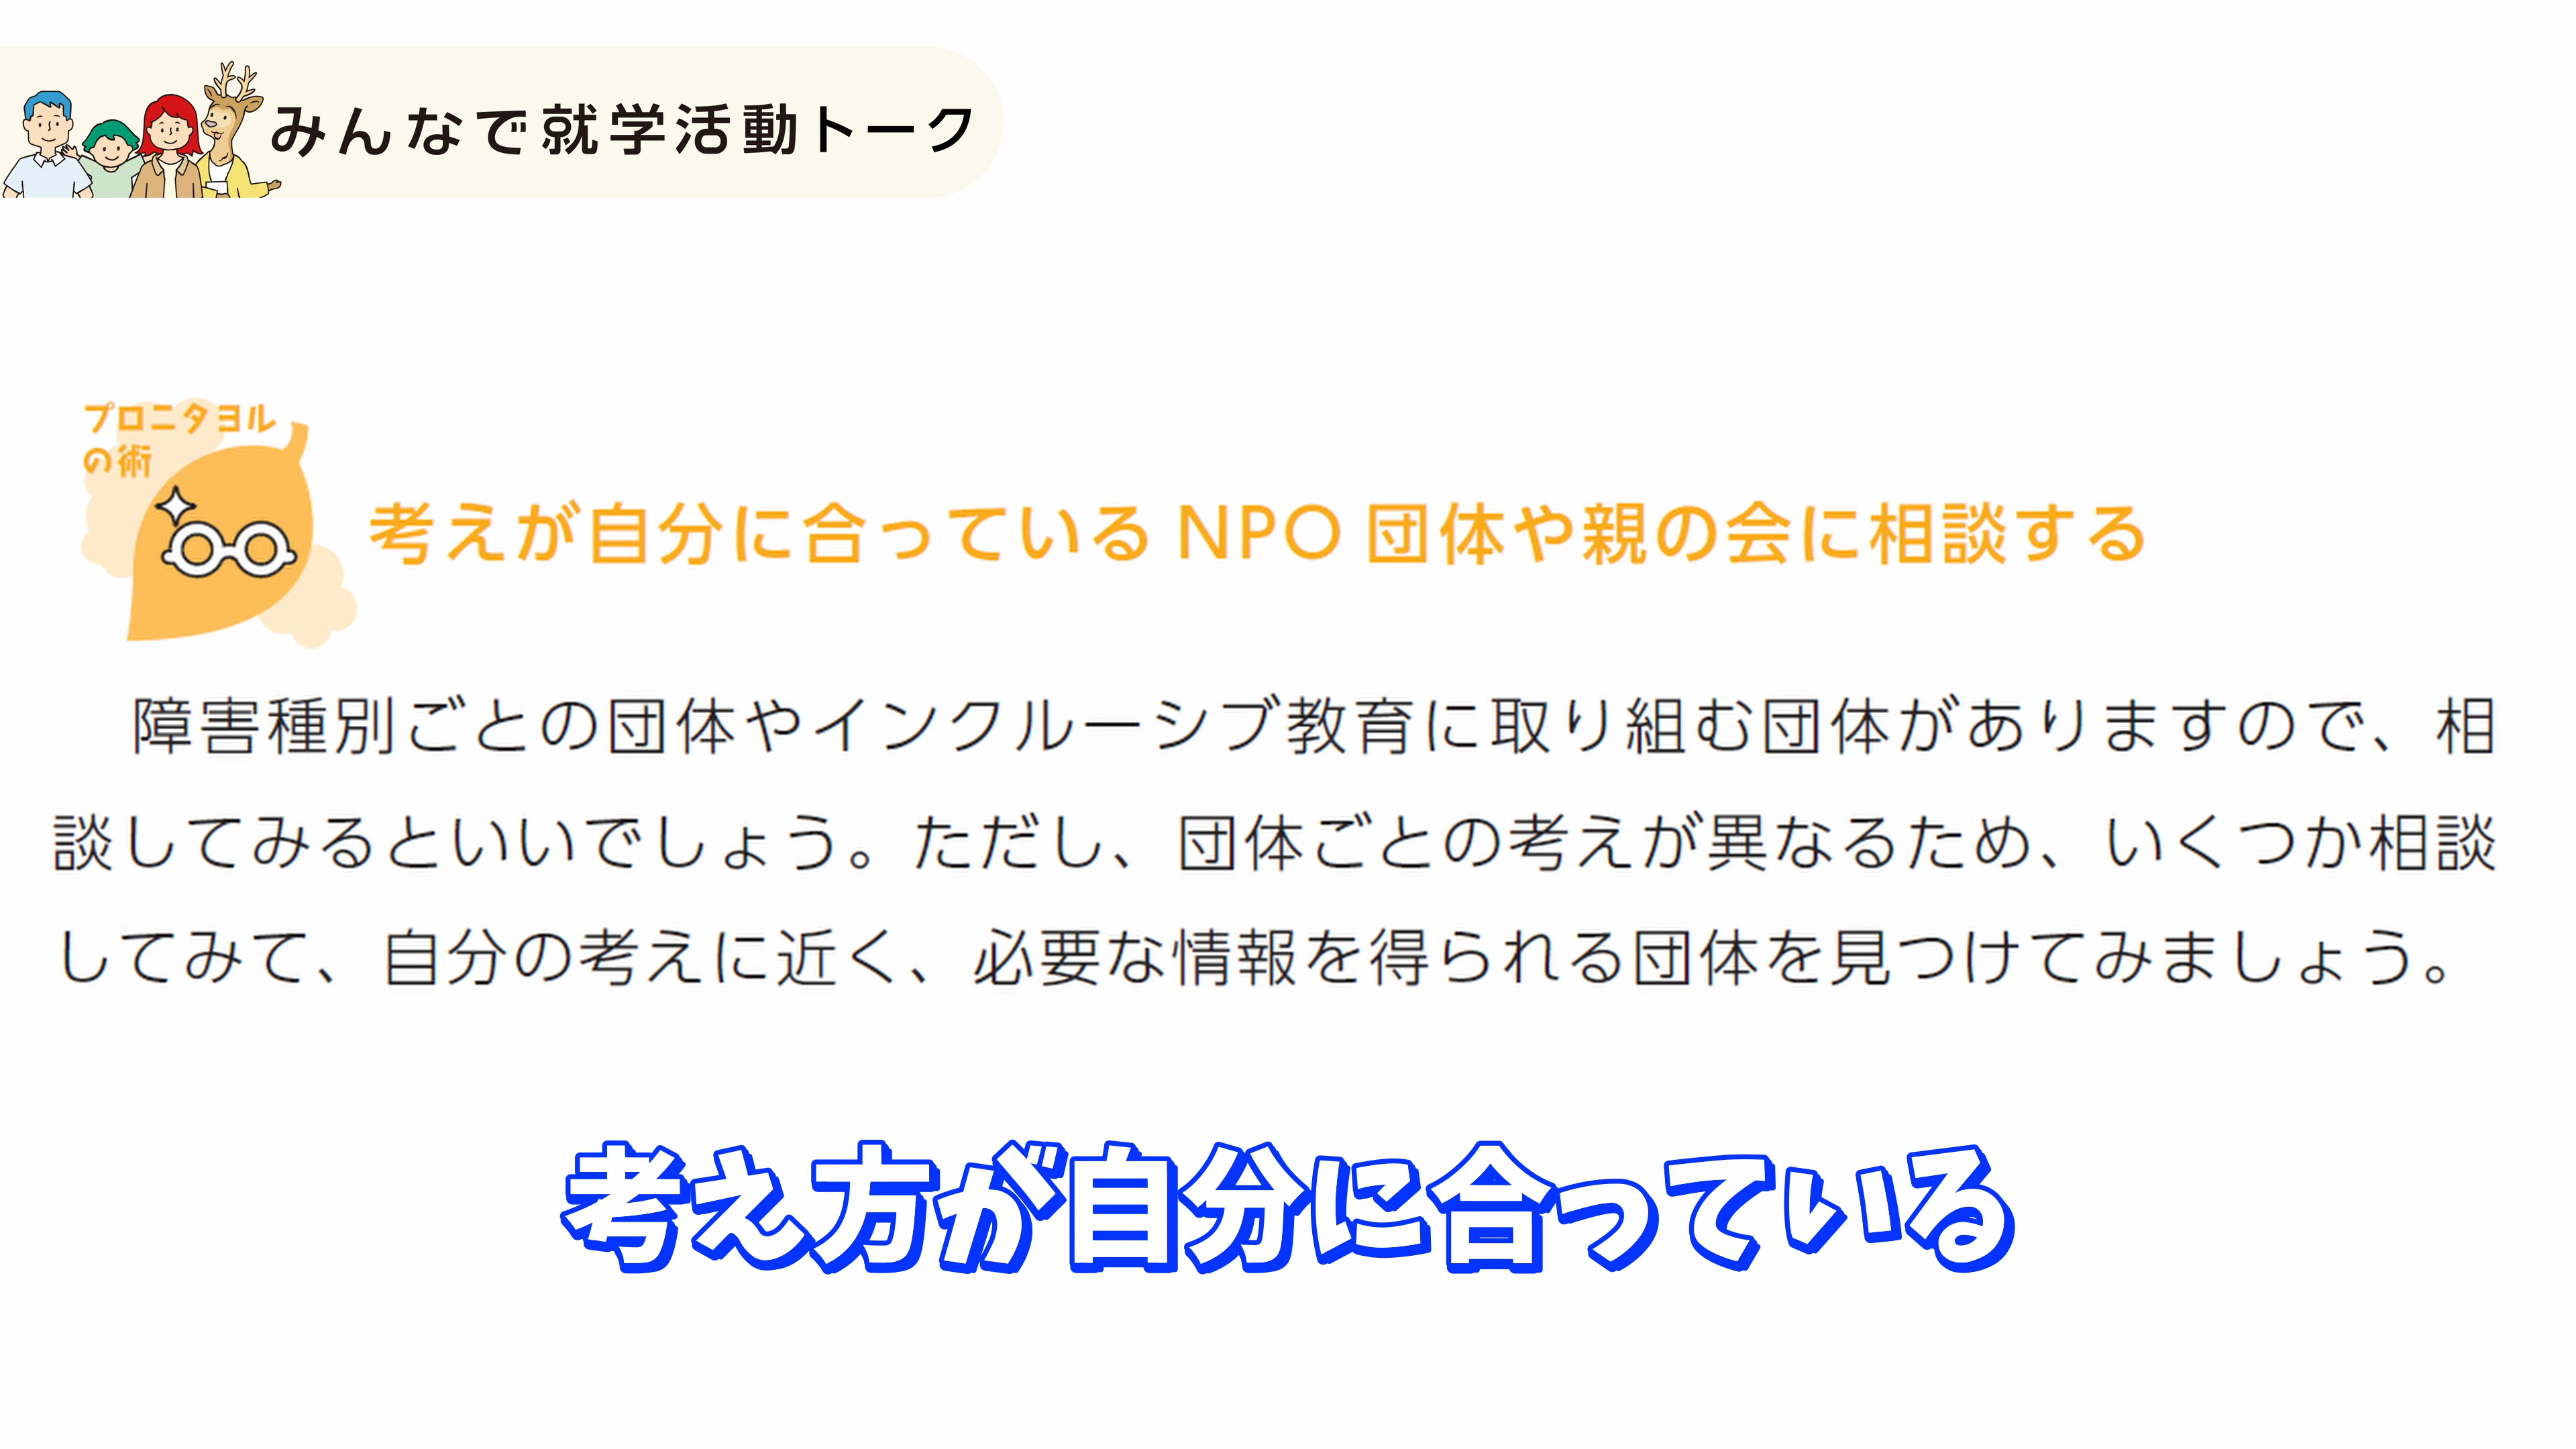 みんなで就学活動トーク
プロニタヨル
の術
考えが自分に合っている NPO 団体や親の会に相談する
障害種別ごとの団体やインクルーシブ教育に取り組む団体がありますので、相
談してみるといいでしょう。ただし、団体ごとの考えが異なるため、いくつか相談
してみて、自分の考えに近く、必要な情報を得られる団体を見つけてみましょう。
考え方が自分に合っている